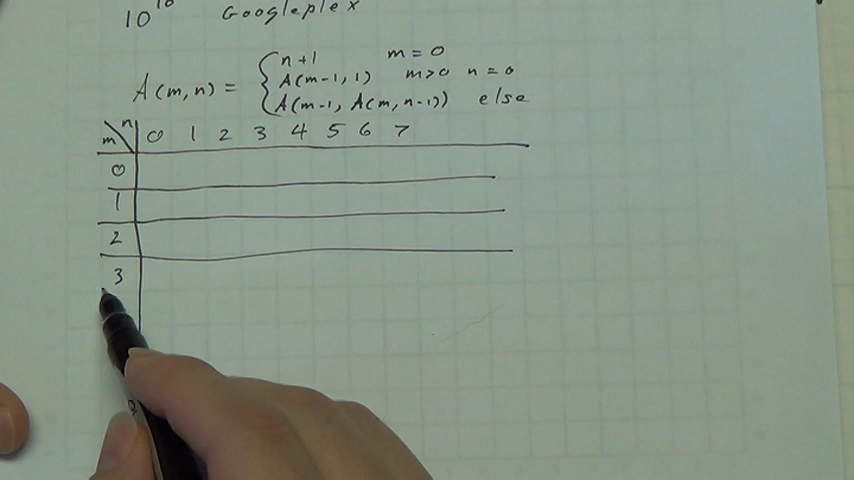 10^10 Googleplex
n+1 m=0
A(m,n) = { A(m-1,1) m>0 n=0
A(m-1, A(m,n-1)) else
m n 0 1 2 3 4 5 6 7
0
1
2
3